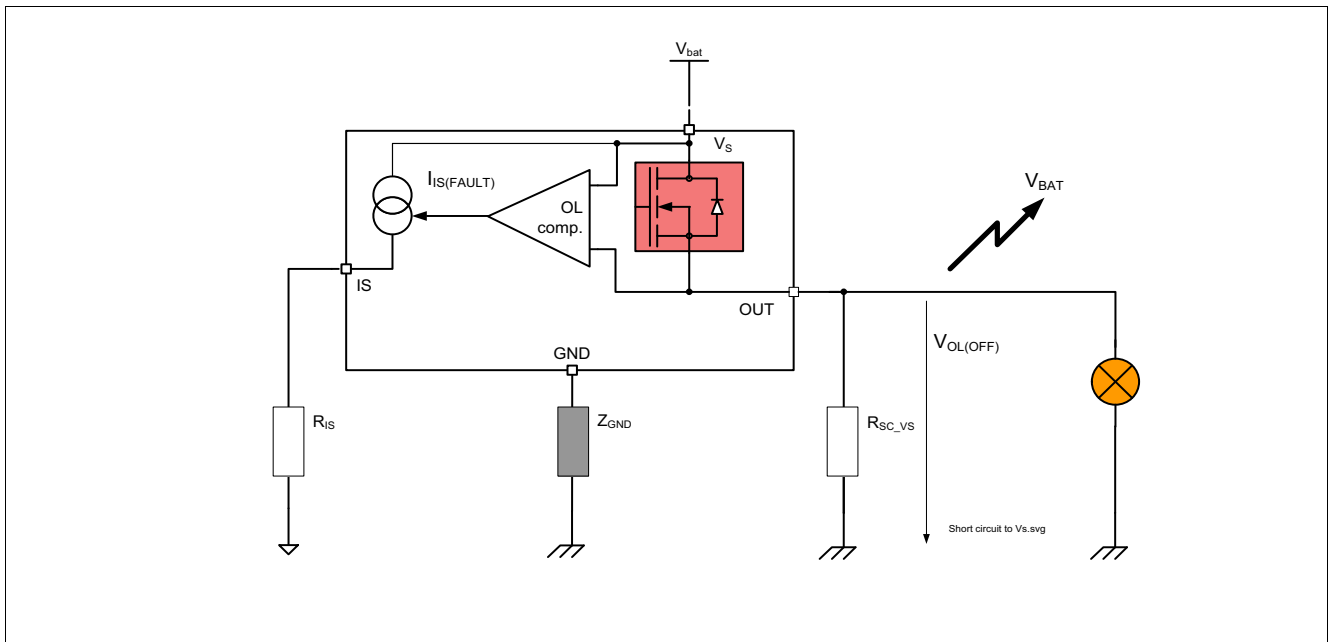 Vbat
VS
IIS(FAULT)
OL
comp.
VBAT
IS
OUT
VOL(OFF)
GND
RIS
ZGND
RSC_VS
Short circuit to Vs.svg